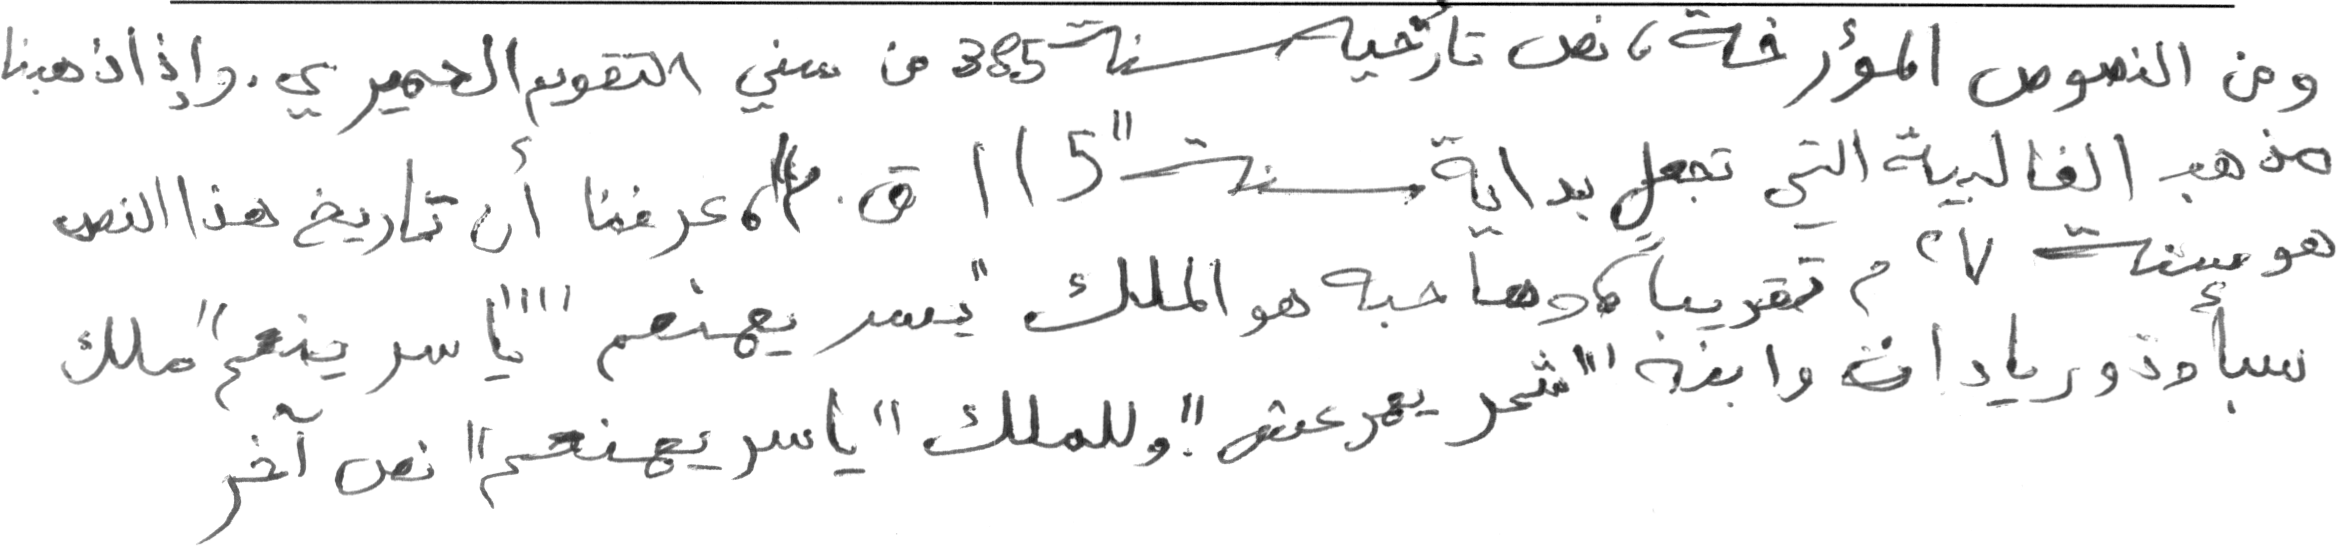 ومن النصوص المؤرخة، نص تأريخيه سنة 385 من سني التقويم الحميري. وإذا ذهبنا
مذهب الغالبية التي تجعل بداية سنة "115 ق. م"، عرفنا أن تاريخ هذا النص
هو سنة ٢٧٠ م تقريباً، وصاحبه هو الملك "يسر يهنعم" "ياسر ينعم" ملك
سبأ وذو ريدان وابنه "شمر يهرعش". وللملك "ياسر يهنعم" نص آخر